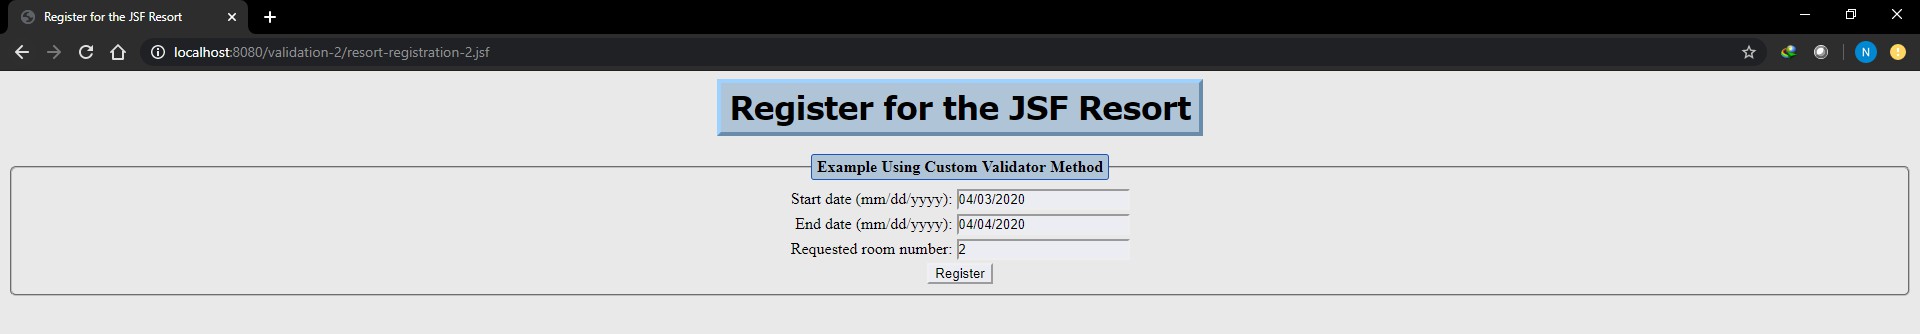 Register for the JSF Resort
localhost:8080/validation-2/resort-registration-2.jsf
N
Register for the JSF Resort
Example Using Custom Validator Method
Start date (mm/dd/yyyy): 04/03/2020
End date (mm/dd/yyyy): 04/04/2020
Requested room number: 2
Register